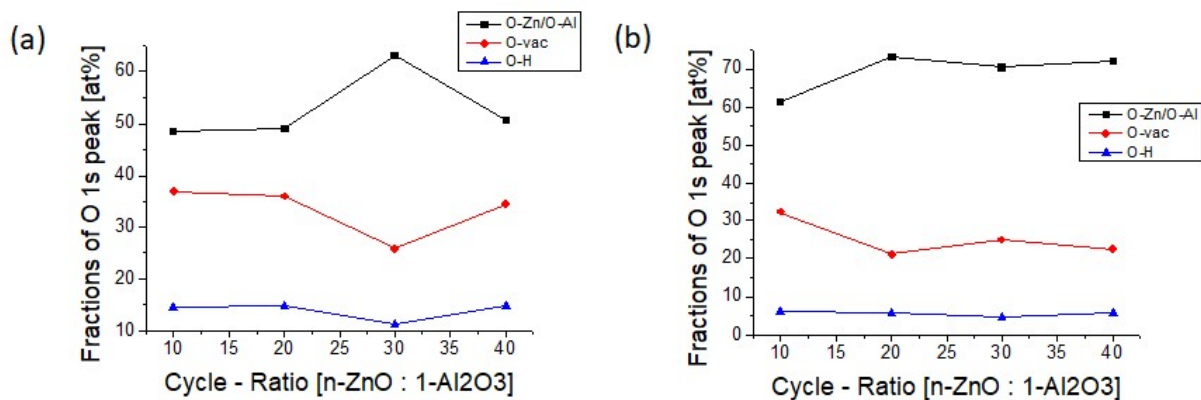 (a)
O-Zn/O-Al
O-vac
O-H
Fractions of O 1s peak [at%]
60
50
40
30
20
10
10 15 20 25 30 35 40
Cycle - Ratio [n-ZnO : 1-Al2O3]
(b)
O-Zn/O-Al
O-vac
O-H
Fractions of O 1s peak [at%]
70
60
50
40
30
20
10
0
10 15 20 25 30 35 40
Cycle - Ratio [n-ZnO : 1-Al2O3]